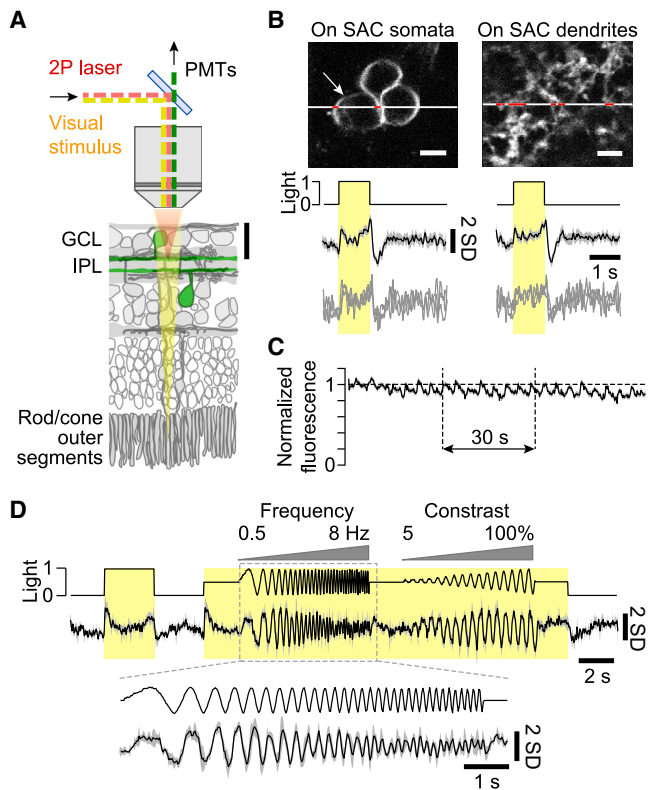 A
2P laser
PMTs
Visual
stimulus
GCL
IPL
Rod/cone
outer
segments
B
On SAC somata
On SAC dendrites
Light
1
0
2 SD
1 s
C
Normalized
fluorescence
1
0
30 s
D
Frequency
Constrast
0.5
8 Hz
5
100%
Light
1
0
2 SD
2 s
2 SD
1 s